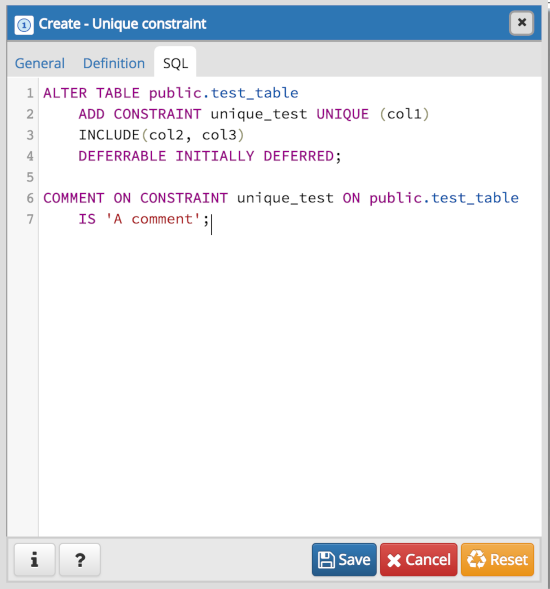 Create - Unique constraint
General Definition SQL
1 ALTER TABLE public.test_table
2 ADD CONSTRAINT unique_test UNIQUE (col1)
3 INCLUDE(col2, col3)
4 DEFERRABLE INITIALLY DEFERRED;
5
6 COMMENT ON CONSTRAINT unique_test ON public.test_table
7 IS 'A comment';
i ? Save Cancel Reset